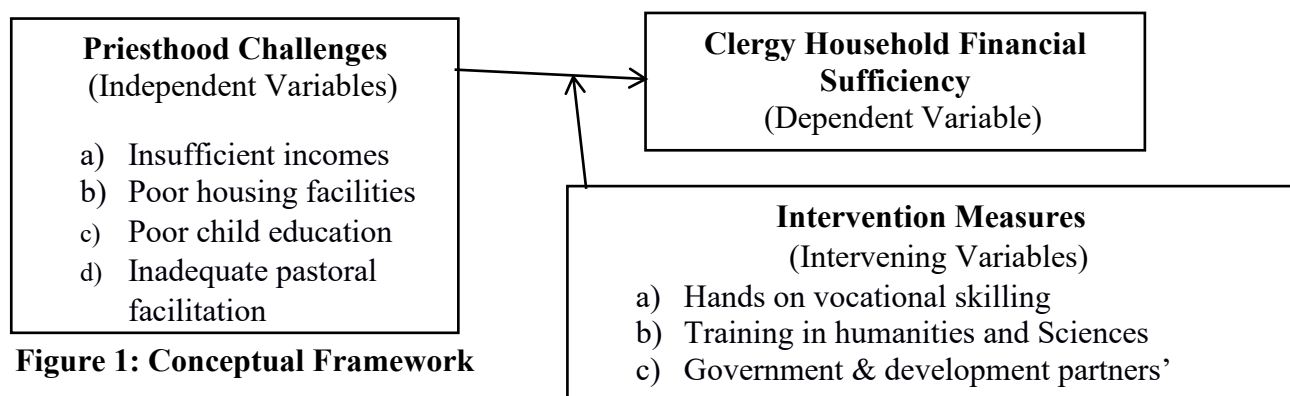 Priesthood Challenges
(Independent Variables)
a) Insufficient incomes
b) Poor housing facilities
c) Poor child education
d) Inadequate pastoral
facilitation
Clergy Household Financial
Sufficiency
(Dependent Variable)
Intervention Measures
(Intervening Variables)
a) Hands on vocational skilling
b) Training in humanities and Sciences
c) Government & development partners’
Figure 1: Conceptual Framework